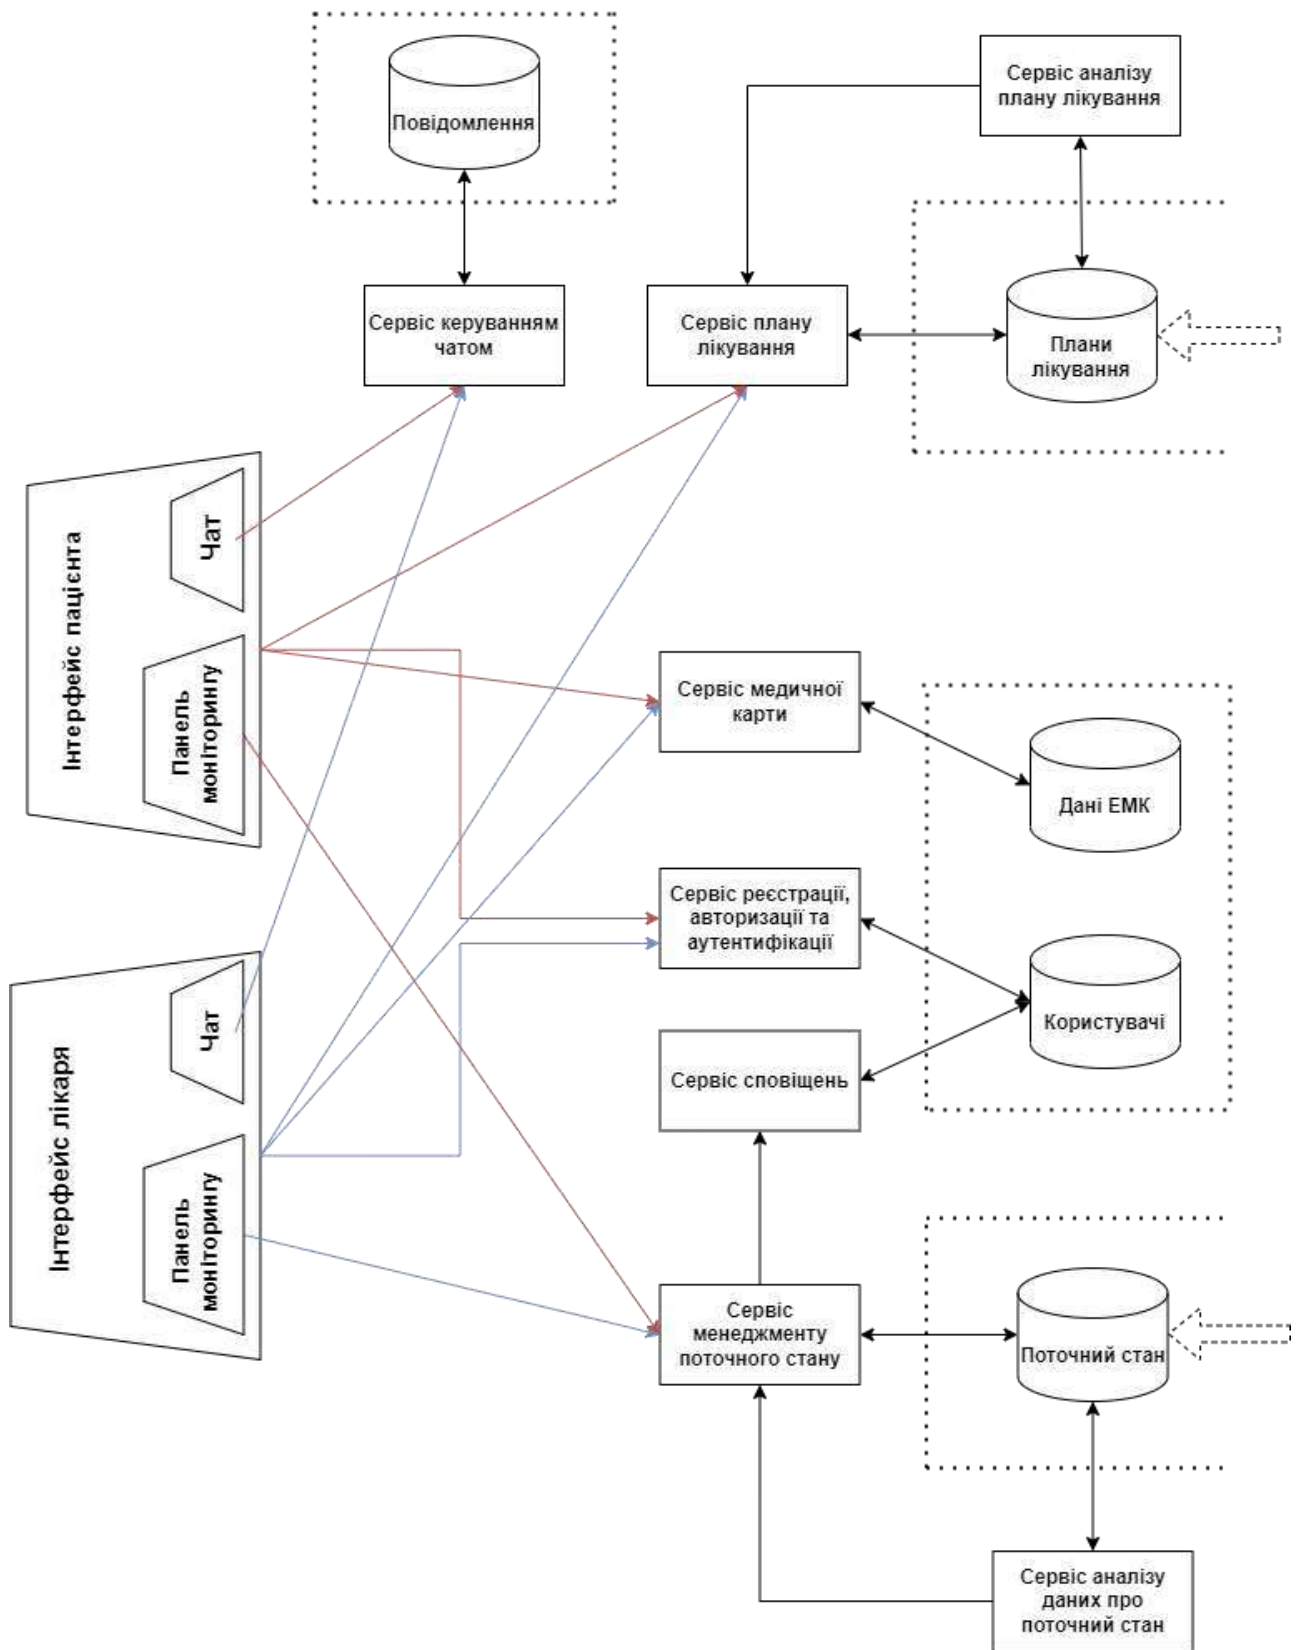 Повідомлення
Сервіс аналізу
плану лікування
Сервіс керуванням
чатом
Сервіс плану
лікування
Плани
лікування
Інтерфейс пацієнта
Чат
Панель
моніторингу
Сервіс медичної
карти
Дані ЕМК
Сервіс реєстрації,
авторизації та
аутентифікації
Користувачі
Інтерфейс лікаря
Чат
Панель
моніторингу
Сервіс сповіщень
Сервіс
менеджменту
поточного стану
Поточний стан
Сервіс аналізу
даних про
поточний стан